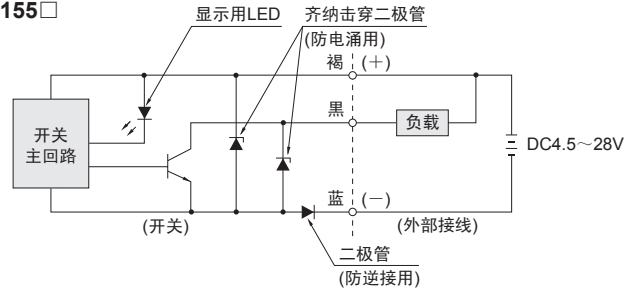 155□
显示用LED
齐纳击穿二极管
(防电涌用)
褐 (+)
黒
负载
开关
主回路
DC4.5～28V
蓝 (－)
(开关)
(外部接线)
二极管
(防逆接用)